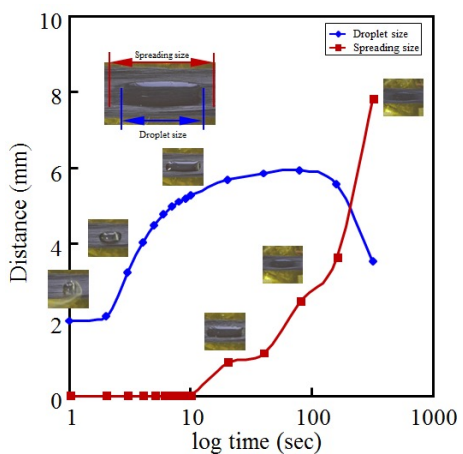 10
Droplet size
Spreading size
Spreading size
Droplet size
8
6
4
2
0
Distance (mm)
1
10
100
1000
log time (sec)